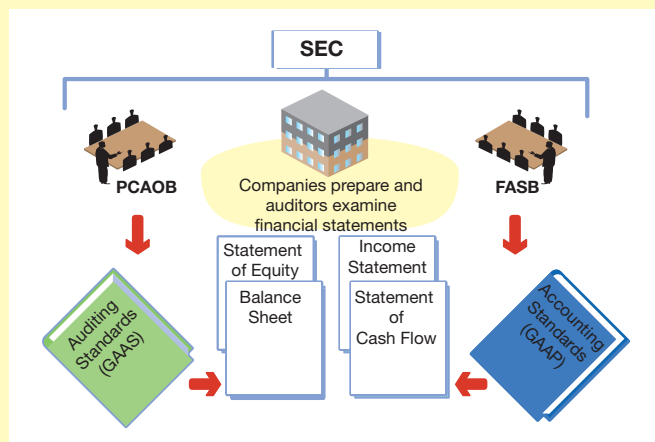 SEC
PCAOB
FASB
Companies prepare and
auditors examine
financial statements
Statement
of Equity
Income
Statement
Balance
Sheet
Statement
of
Cash Flow
Auditing
Standards
(GAAS)
Accounting
Standards
(GAAP)